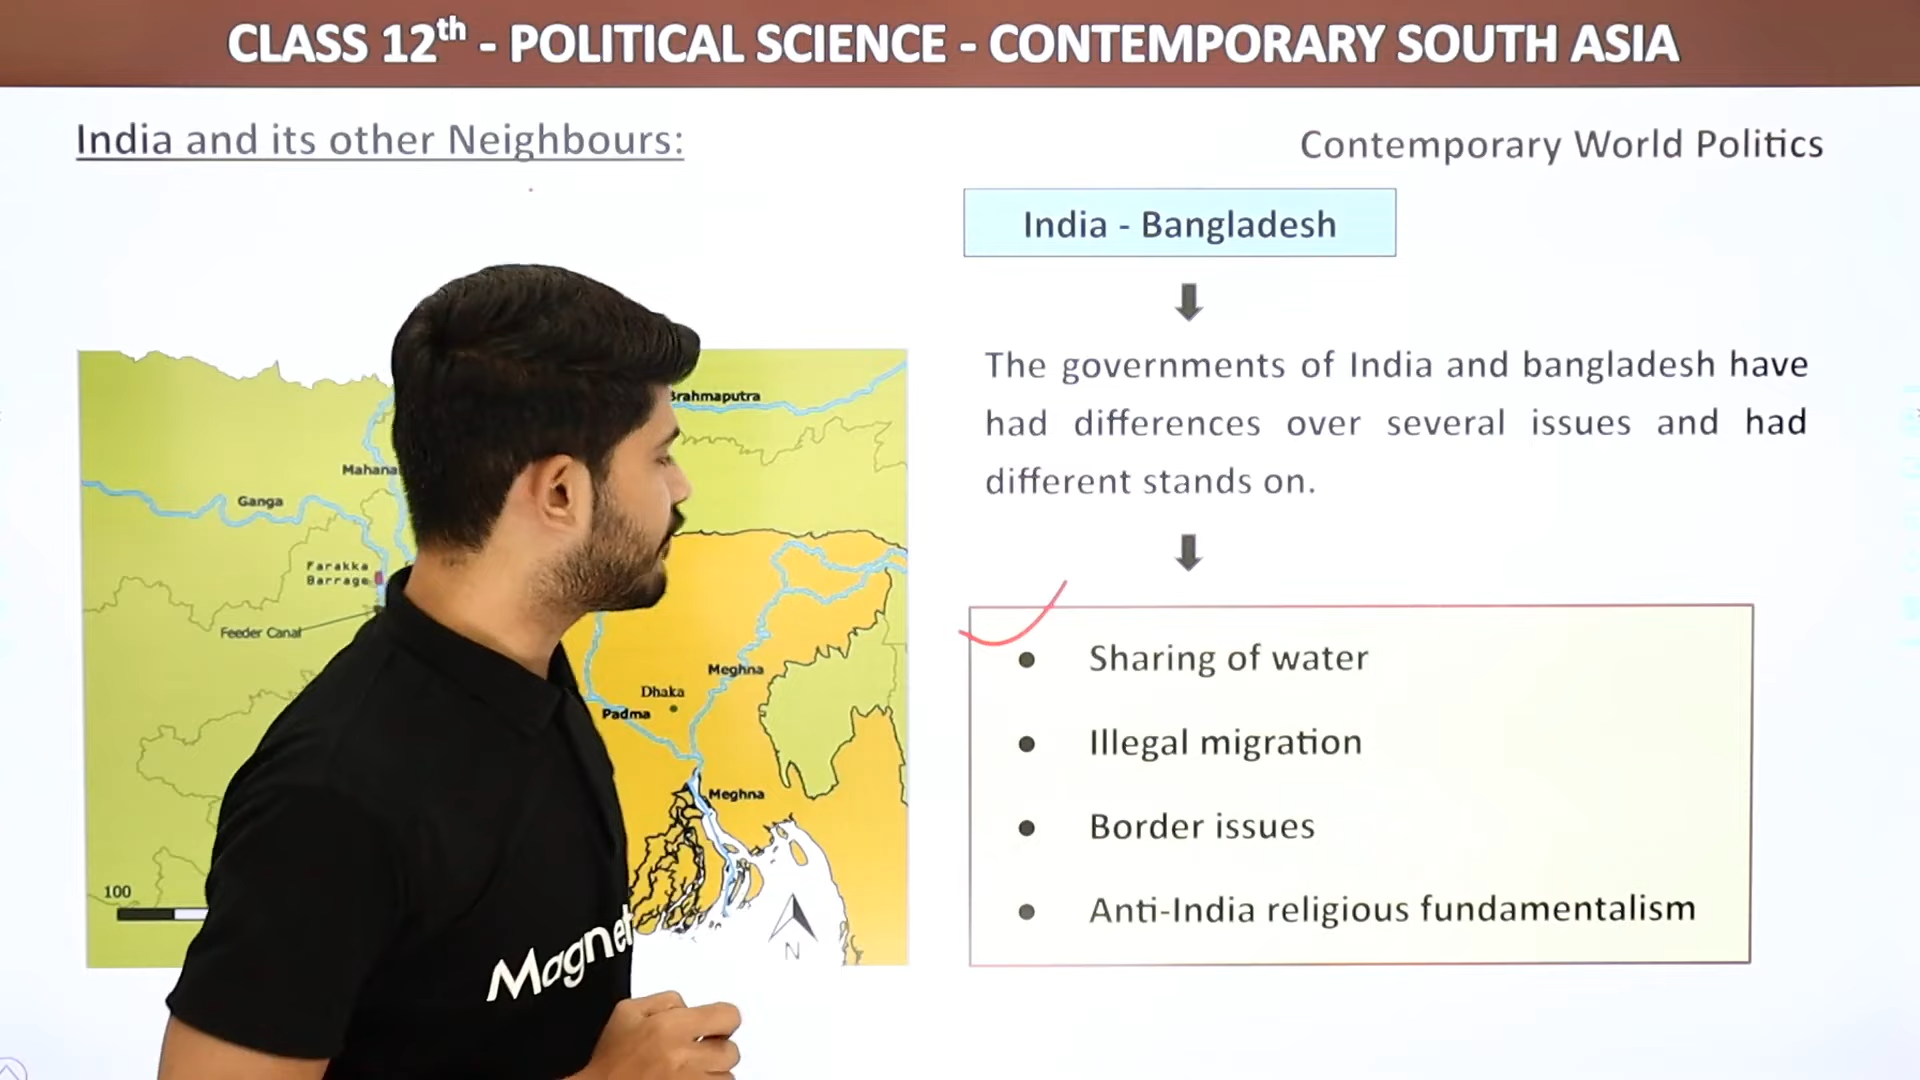 CLASS 12th - POLITICAL SCIENCE - CONTEMPORARY SOUTH ASIA
India and its other Neighbours:
Contemporary World Politics
India - Bangladesh
The governments of India and bangladesh have
had differences over several issues and had
different stands on.
• Sharing of water
• Illegal migration
• Border issues
• Anti-India religious fundamentalism
Brahmaputra
Ganga
Farakka
Barrage
Feeder Canal
Meghna
Dhaka
Padma
Meghna
100
N
Magnet